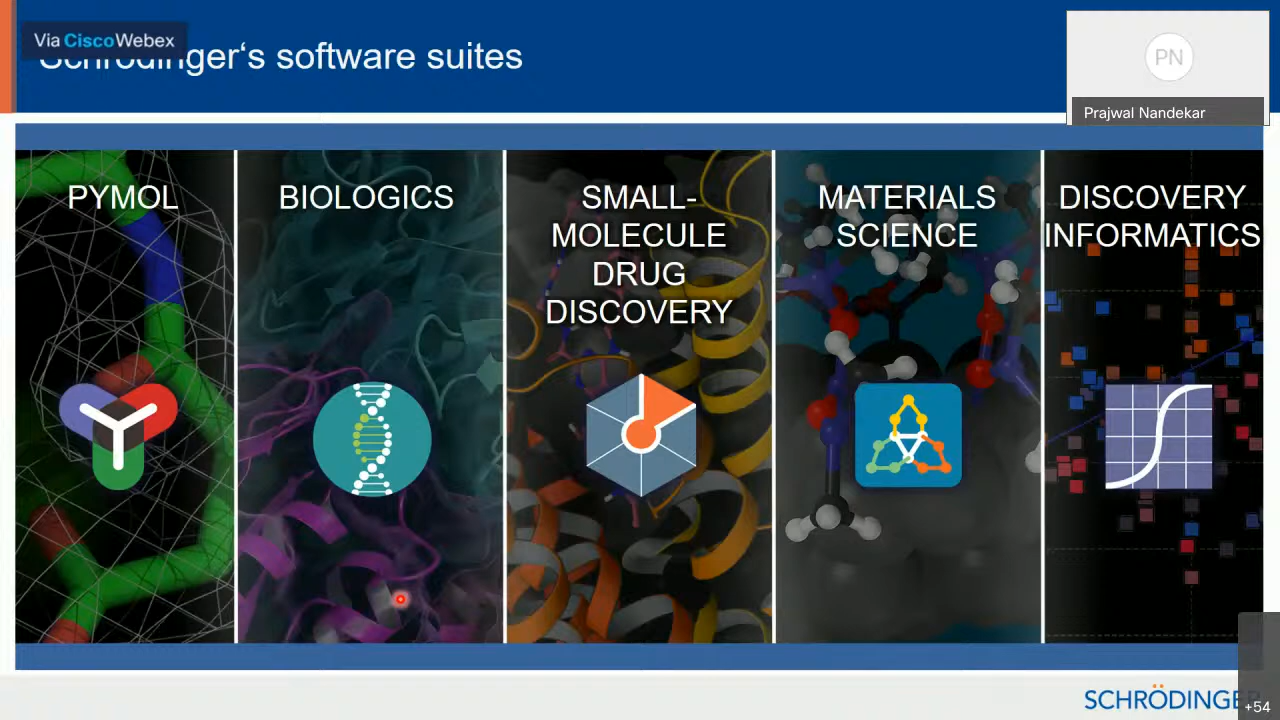 Via CiscoWebex
Schrödinger‘s software suites
PN
Prajwal Nandekar
PYMOL
BIOLOGICS
SMALL-
MOLECULE
DRUG
DISCOVERY
MATERIALS
SCIENCE
DISCOVERY
INFORMATICS
SCHRÖDINGER
+54